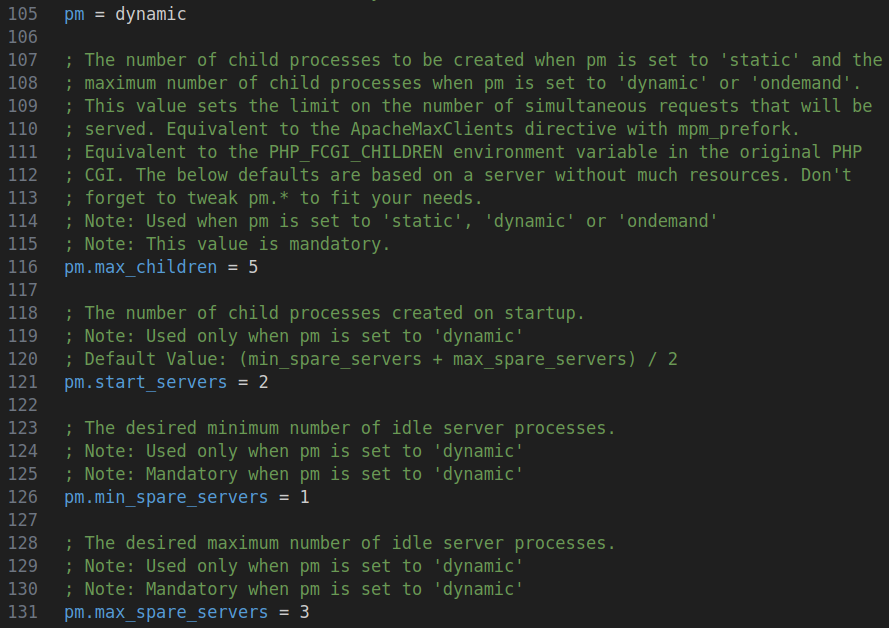 105 pm = dynamic
106
107 ; The number of child processes to be created when pm is set to 'static' and the
108 ; maximum number of child processes when pm is set to 'dynamic' or 'ondemand'.
109 ; This value sets the limit on the number of simultaneous requests that will be
110 ; served. Equivalent to the ApacheMaxClients directive with mpm_prefork.
111 ; Equivalent to the PHP_FCGI_CHILDREN environment variable in the original PHP
112 ; CGI. The below defaults are based on a server without much resources. Don't
113 ; forget to tweak pm.* to fit your needs.
114 ; Note: Used when pm is set to 'static', 'dynamic' or 'ondemand'
115 ; Note: This value is mandatory.
116 pm.max_children = 5
117
118 ; The number of child processes created on startup.
119 ; Note: Used only when pm is set to 'dynamic'
120 ; Default Value: (min_spare_servers + max_spare_servers) / 2
121 pm.start_servers = 2
122
123 ; The desired minimum number of idle server processes.
124 ; Note: Used only when pm is set to 'dynamic'
125 ; Note: Mandatory when pm is set to 'dynamic'
126 pm.min_spare_servers = 1
127
128 ; The desired maximum number of idle server processes.
129 ; Note: Used only when pm is set to 'dynamic'
130 ; Note: Mandatory when pm is set to 'dynamic'
131 pm.max_spare_servers = 3